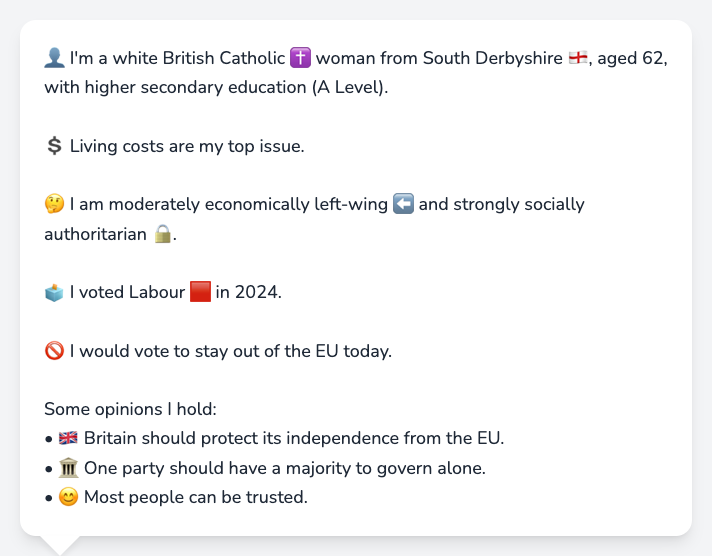 👤 I'm a white British Catholic ✝️ woman from South Derbyshire 🏴󠁧󠁢󠁥󠁮󠁧󠁿, aged 62,
with higher secondary education (A Level).
💲 Living costs are my top issue.
🤔 I am moderately economically left-wing ⬅️ and strongly socially
authoritarian 🔒.
🗳️ I voted Labour 🟥 in 2024.
🚫 I would vote to stay out of the EU today.
Some opinions I hold:
• 🇬🇧 Britain should protect its independence from the EU.
• 🏛️ One party should have a majority to govern alone.
• 😊 Most people can be trusted.